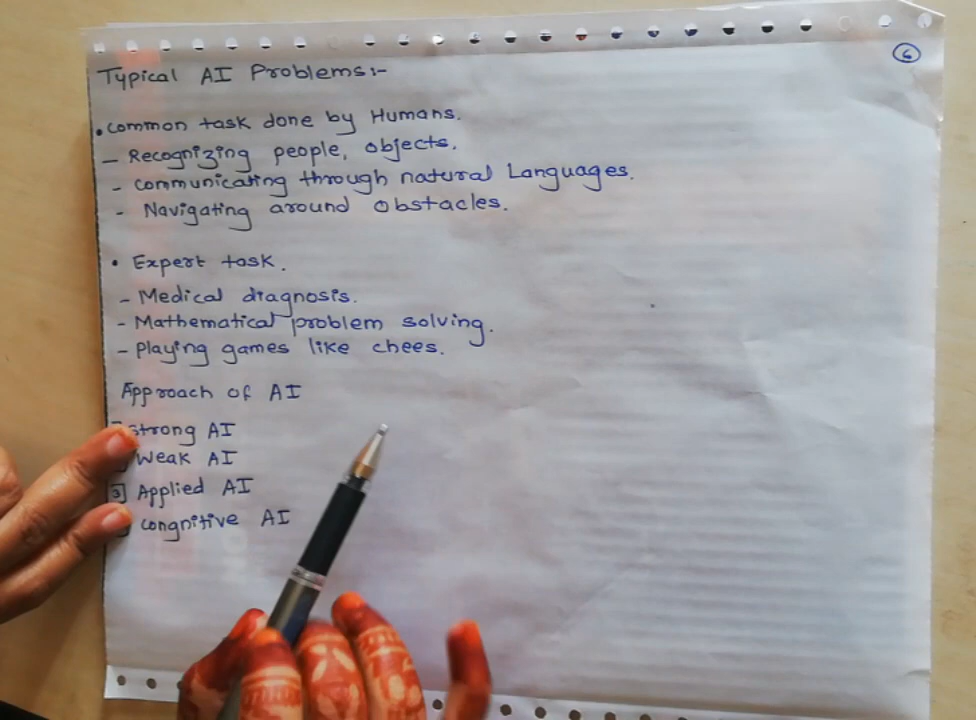 6
Typical AI Problems:-
• common task done by Humans.
- Recognizing people, objects.
- communicating through natural Languages.
- Navigating around obstacles.
• Expert task.
- Medical diagnosis.
- Mathematical problem solving.
- Playing games like chees.
Approach of AI
strong AI
Weak AI
3 Applied AI
congnitive AI